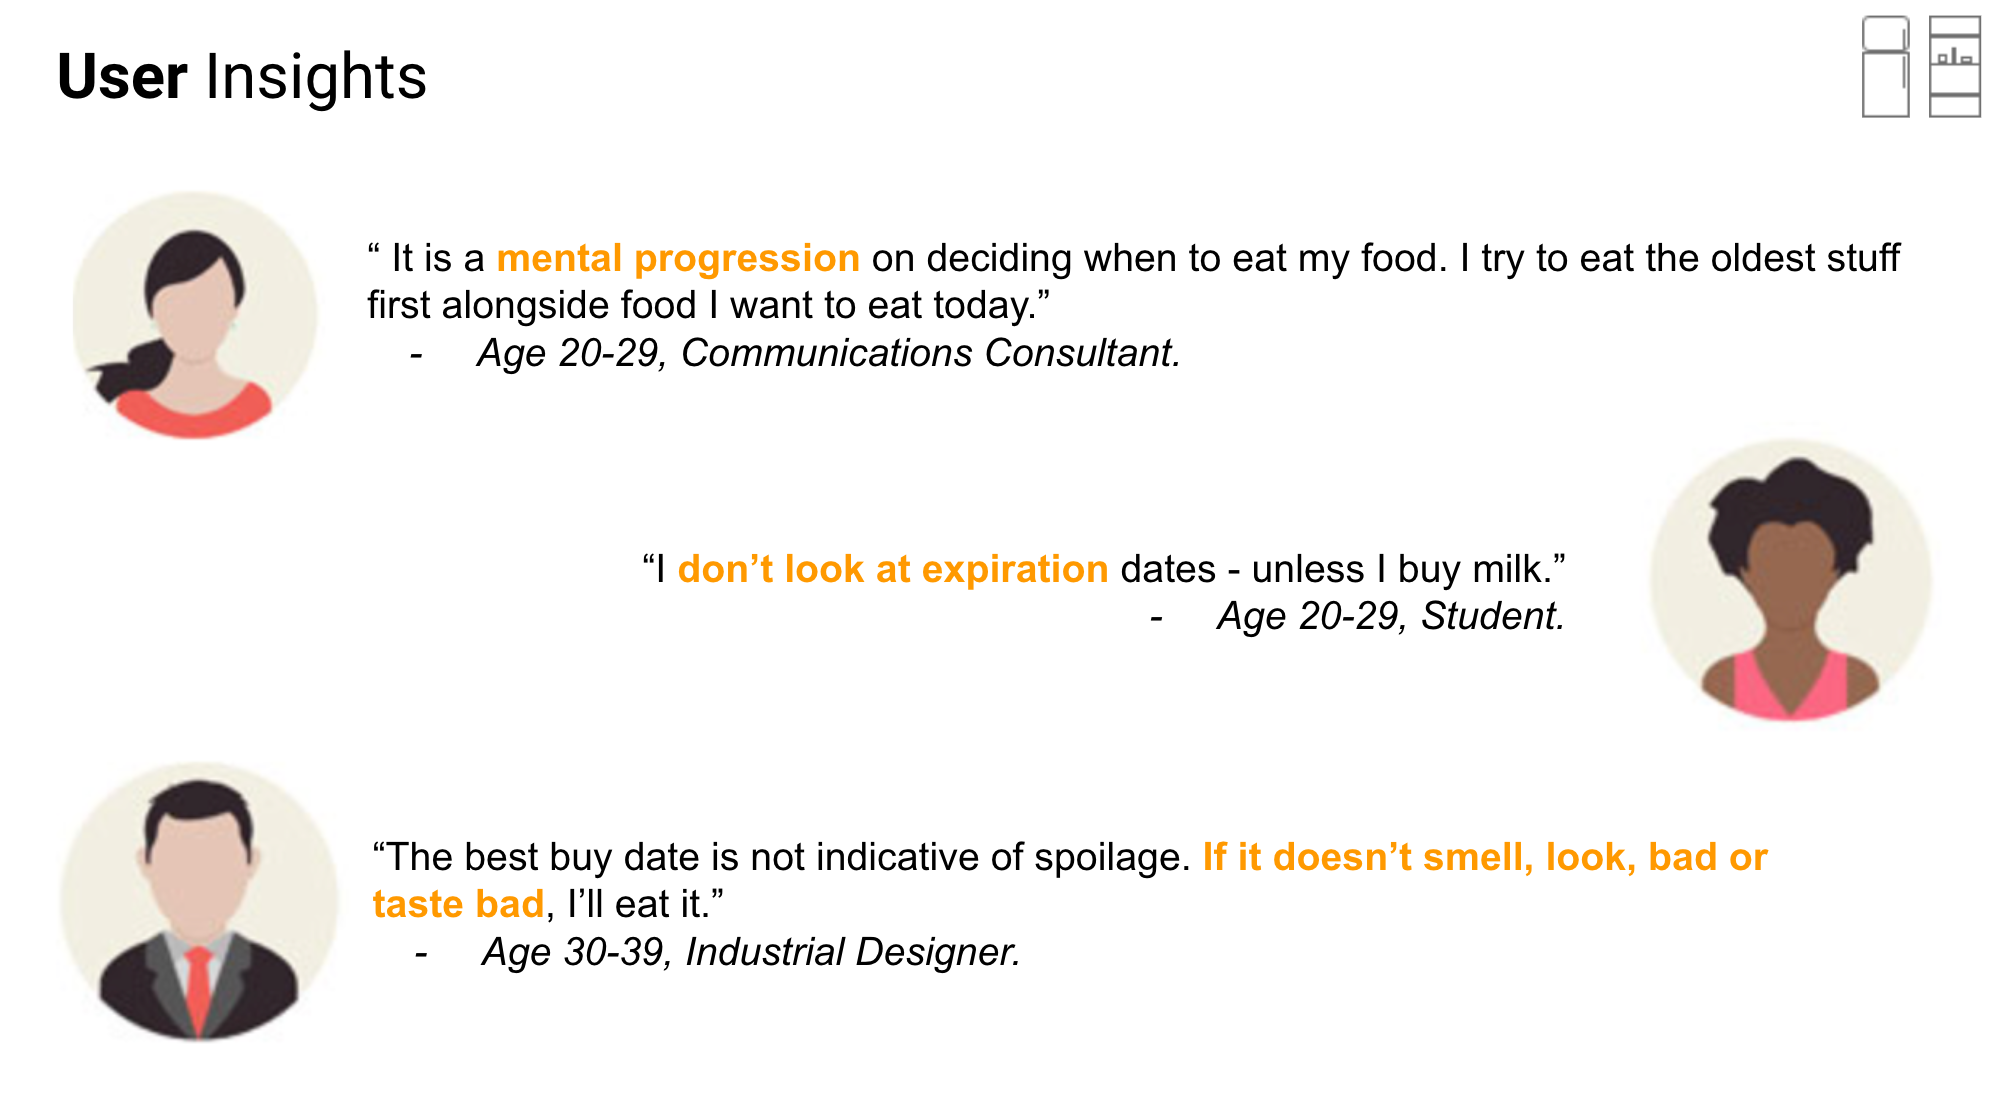 User Insights
“ It is a mental progression on deciding when to eat my food. I try to eat the oldest stuff
first alongside food I want to eat today.”
- Age 20-29, Communications Consultant.
“I don’t look at expiration dates - unless I buy milk.”
- Age 20-29, Student.
“The best buy date is not indicative of spoilage. If it doesn’t smell, look, bad or
taste bad, I’ll eat it.”
- Age 30-39, Industrial Designer.